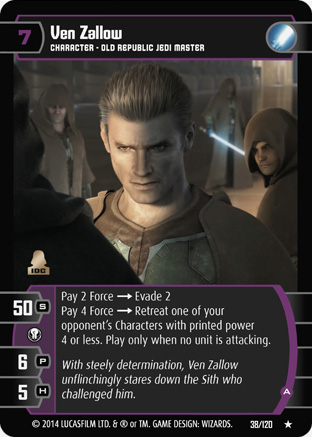 7
Ven Zallow
CHARACTER - OLD REPUBLIC JEDI MASTER
IDC
50 S
6 P
5 H
Pay 2 Force → Evade 2
Pay 4 Force → Retreat one of your
opponent's Characters with printed power
4 or less. Play only when no unit is attacking.
With steely determination, Ven Zallow
unflinchingly stares down the Sith who
challenged him.
A
© 2014 LUCASFILM LTD. & ® or TM. GAME DESIGN: WIZARDS.
38/120